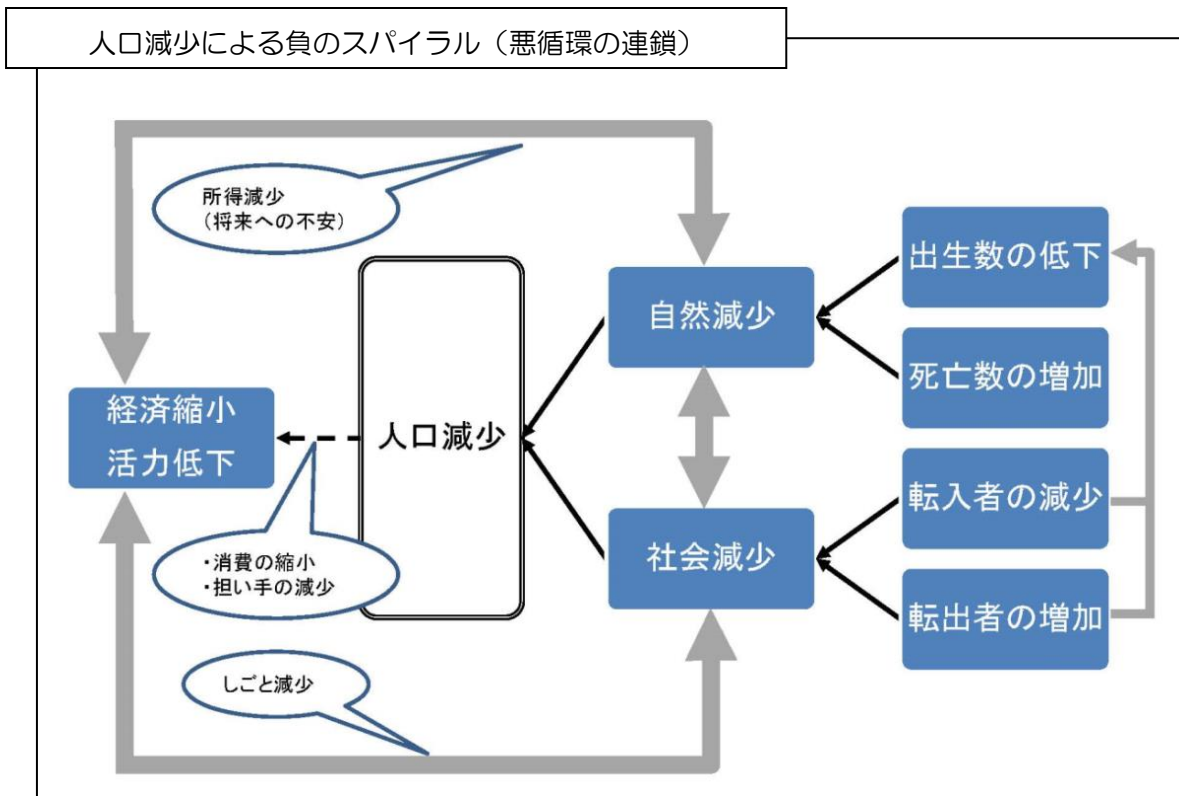 人口減少による負のスパイラル（悪循環の連鎖）
所得減少
（将来への不安）
出生数の低下
自然減少
死亡数の増加
経済縮小
活力低下
人口減少
転入者の減少
社会減少
・消費の縮小
・担い手の減少
転出者の増加
しごと減少